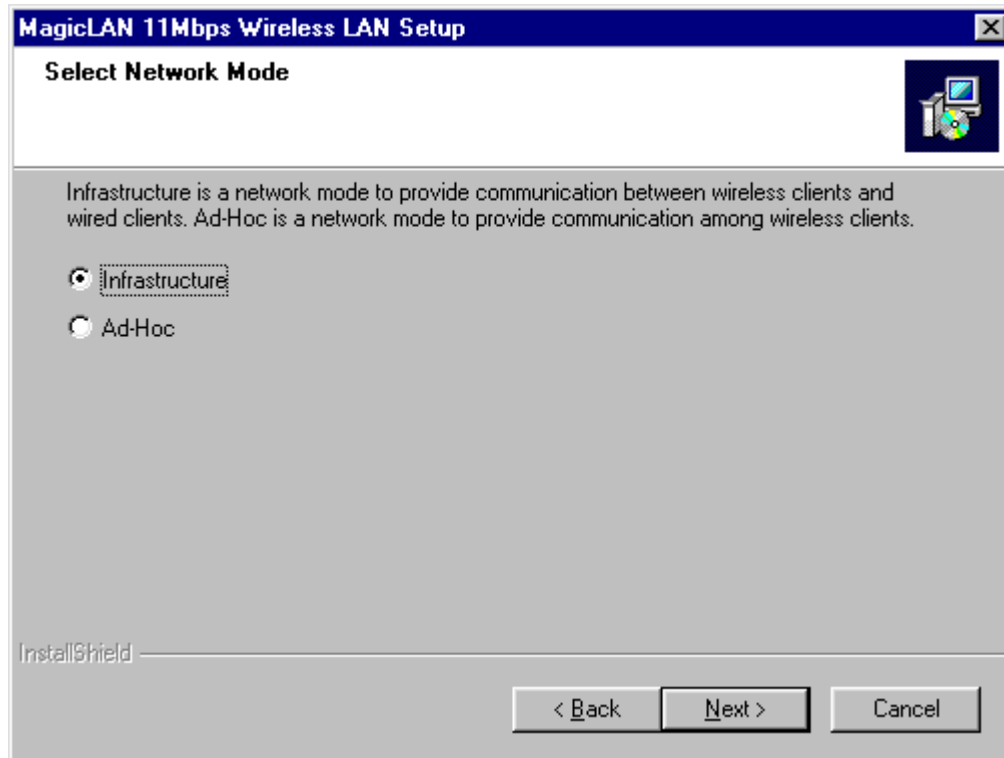 MagicLAN 11Mbps Wireless LAN Setup
Select Network Mode
Infrastructure is a network mode to provide communication between wireless clients and
wired clients. Ad-Hoc is a network mode to provide communication among wireless clients.
Infrastructure
Ad-Hoc
InstallShield
< Back Next > Cancel